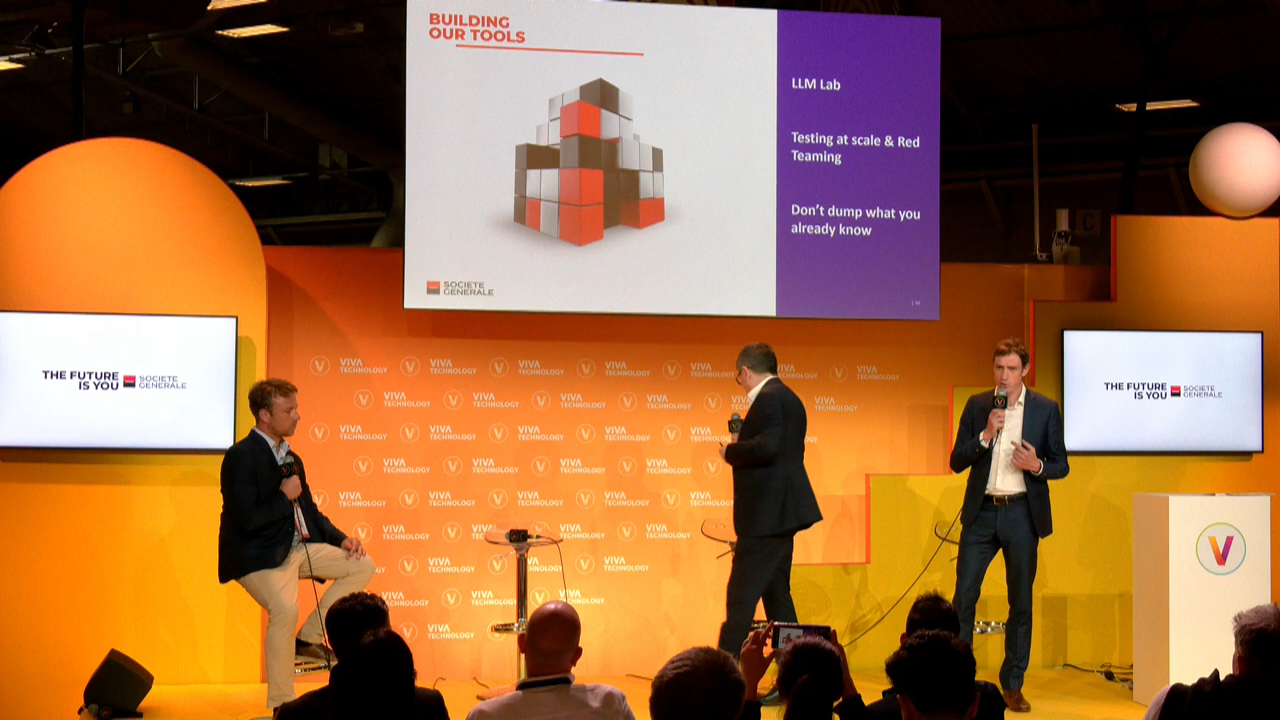 BUILDING
OUR TOOLS
LLM Lab
Testing at scale & Red
Teaming
Don't dump what you
already know
SOCIETE
GENERALE
THE FUTURE
IS YOU
SOCIETE
GENERALE
THE FUTURE
IS YOU
SOCIETE
GENERALE
V VIVA
TECHNOLOGY
V